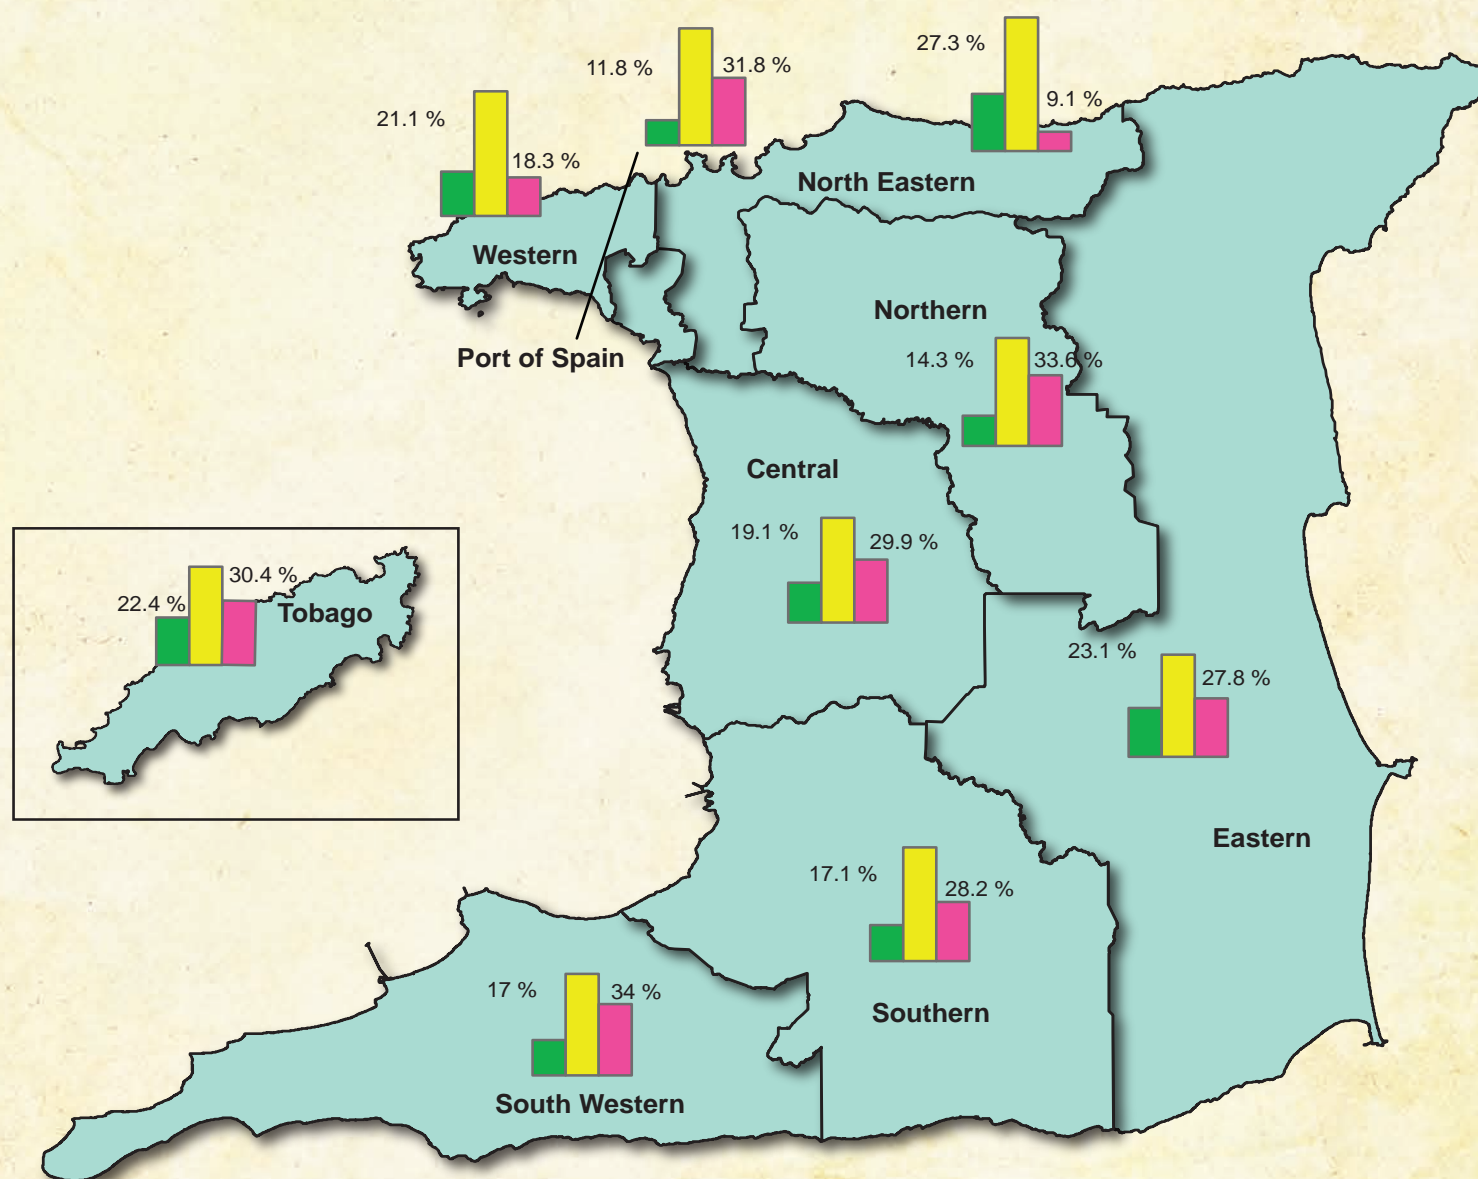 27.3 %
11.8 %
31.8 %
9.1 %
21.1 %
18.3 %
North Eastern
Western
Northern
Port of Spain
14.3 %
33.6 %
Central
19.1 %
29.9 %
30.4 %
22.4 %
Tobago
23.1 %
27.8 %
Eastern
17.1 %
28.2 %
17 %
34 %
Southern
South Western